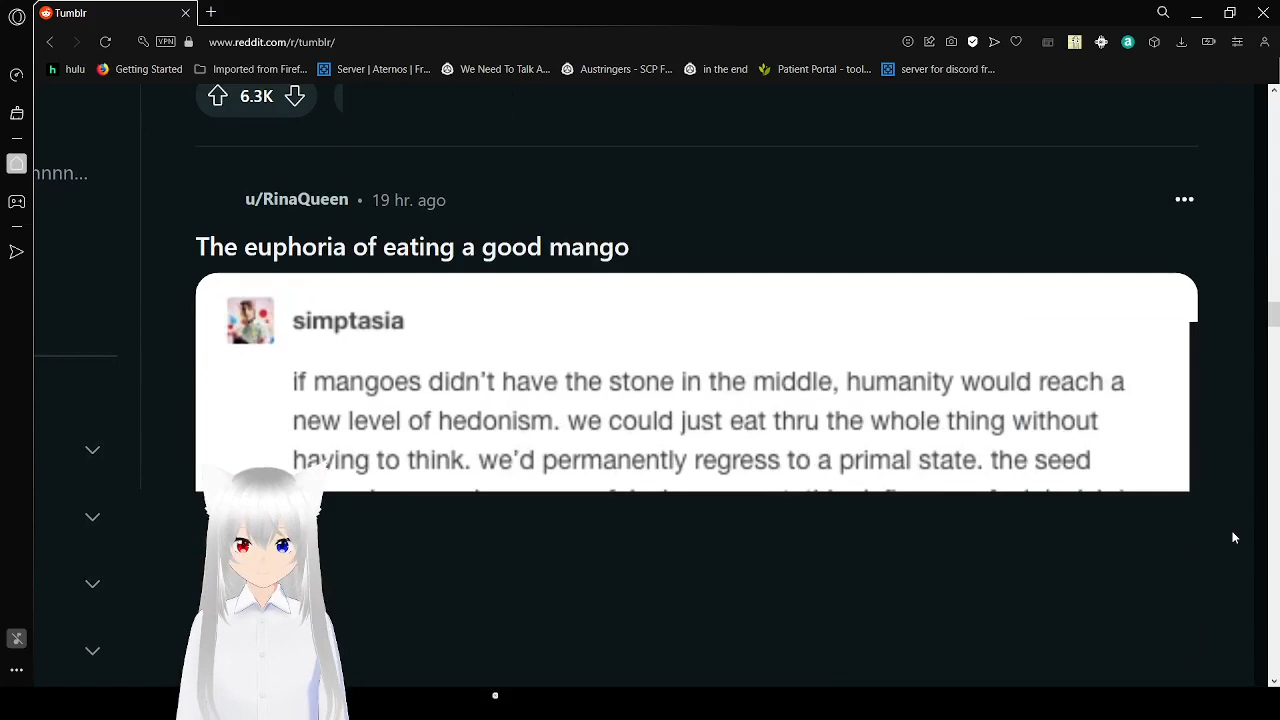 Tumblr
VPN
www.reddit.com/r/tumblr/
hulu
Getting Started
Imported from Firef...
Server | Aternos | Fr...
We Need To Talk A...
Austringers - SCP F...
in the end
Patient Portal - tool...
server for discord fr...
6.3K
hnnn...
u/RinaQueen • 19 hr. ago
The euphoria of eating a good mango
simptasia
if mangoes didn't have the stone in the middle, humanity would reach a
new level of hedonism. we could just eat thru the whole thing without
having to think. we'd permanently regress to a primal state. the seed